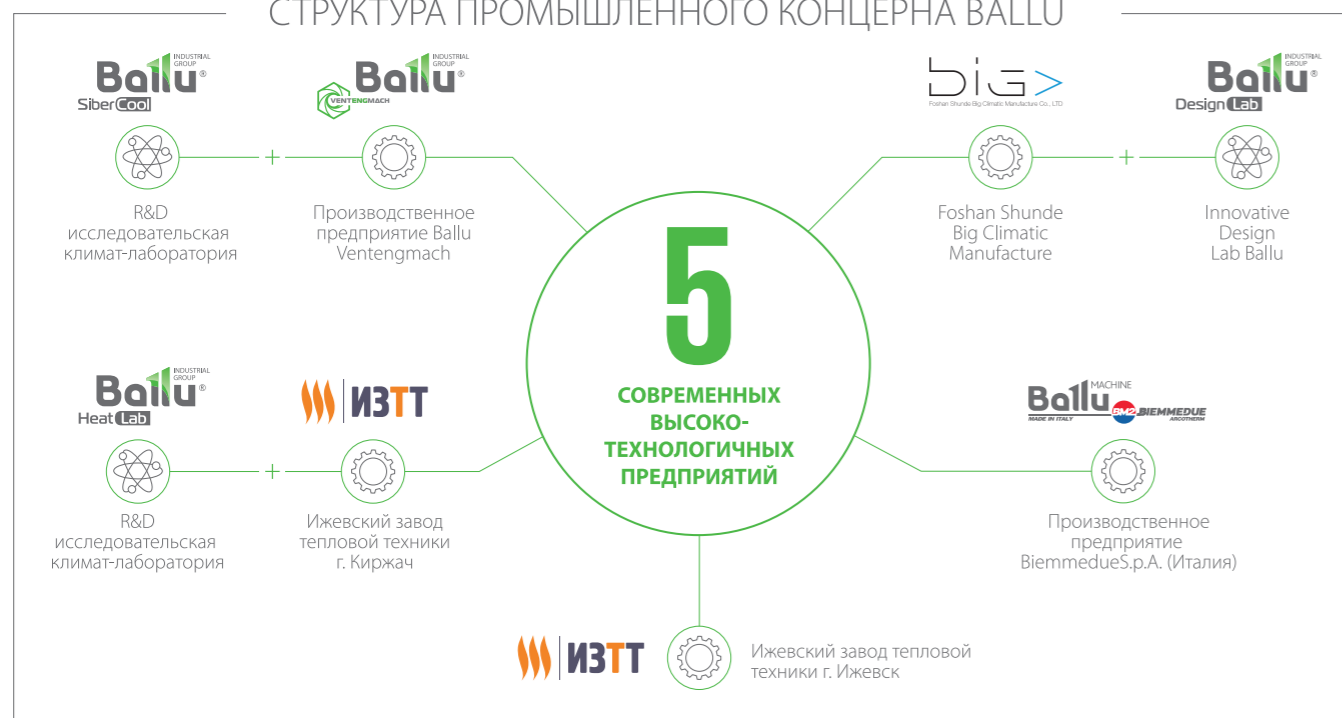 СТРУКТУРА ПРОМЫШЛЕННОГО КОНЦЕРНА BALLU
INDUSTRIAL
GROUP
Ballu®
SiberCool
INDUSTRIAL
GROUP
Ballu®
VENTENGMACH
big>
Foshan Shunde Big Climatic Manufacture Co., LTD
INDUSTRIAL
GROUP
Ballu®
Design Lab
+
+
R&D
исследовательская
климат-лаборатория
Производственное
предприятие Ballu
Ventengmach
Foshan Shunde
Big Climatic
Manufacture
Innovative
Design
Lab Ballu
5
СОВРЕМЕННЫХ
ВЫСОКО-
ТЕХНОЛОГИЧНЫХ
ПРЕДПРИЯТИЙ
INDUSTRIAL
GROUP
Ballu®
Heat Lab
ИЗТТ
MACHINE
Ballu
MADE IN ITALY
BM2 BIEMMEDUE
ARCOTHERM
+
R&D
исследовательская
климат-лаборатория
Ижевский завод
тепловой техники
г. Киржач
Производственное
предприятие
BiemmedueS.p.A. (Италия)
ИЗТТ
Ижевский завод тепловой
техники г. Ижевск